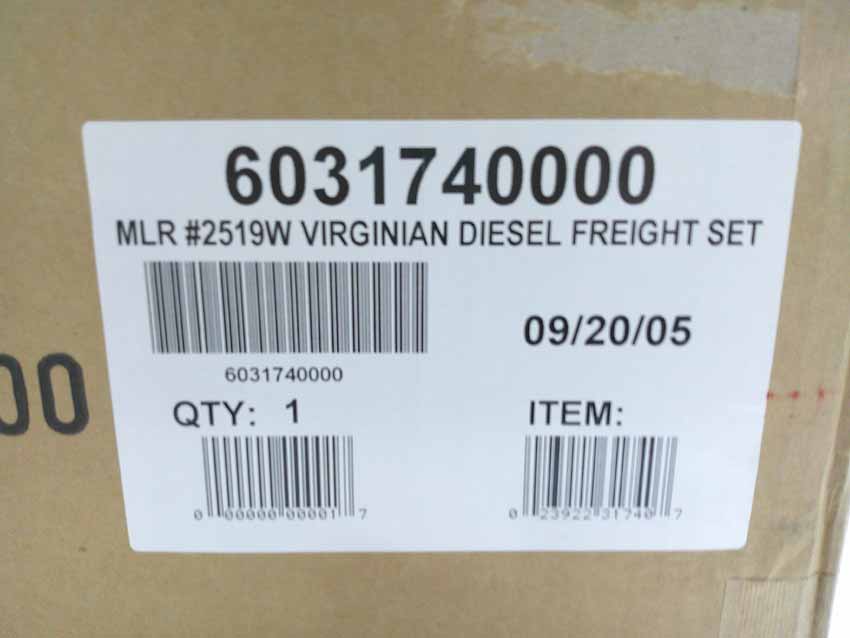 6031740000
MLR #2519W VIRGINIAN DIESEL FREIGHT SET
09/20/05
6031740000
00
QTY: 1
ITEM:
0 00000 00001 7
0 23922 31740 7